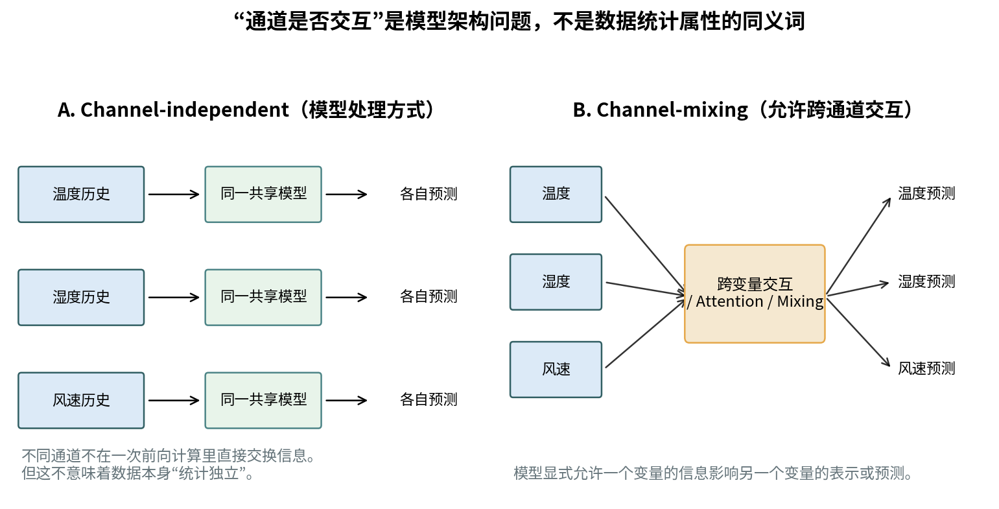 “通道是否交互”是模型架构问题，不是数据统计属性的同义词
A. Channel-independent（模型处理方式）
温度历史
同一共享模型
各自预测
湿度历史
同一共享模型
各自预测
风速历史
同一共享模型
各自预测
不同通道不在一次前向计算里直接交换信息。
但这不意味着数据本身“统计独立”。
B. Channel-mixing（允许跨通道交互）
温度
湿度
风速
跨变量交互
/ Attention / Mixing
温度预测
湿度预测
风速预测
模型显式允许一个变量的信息影响另一个变量的表示或预测。